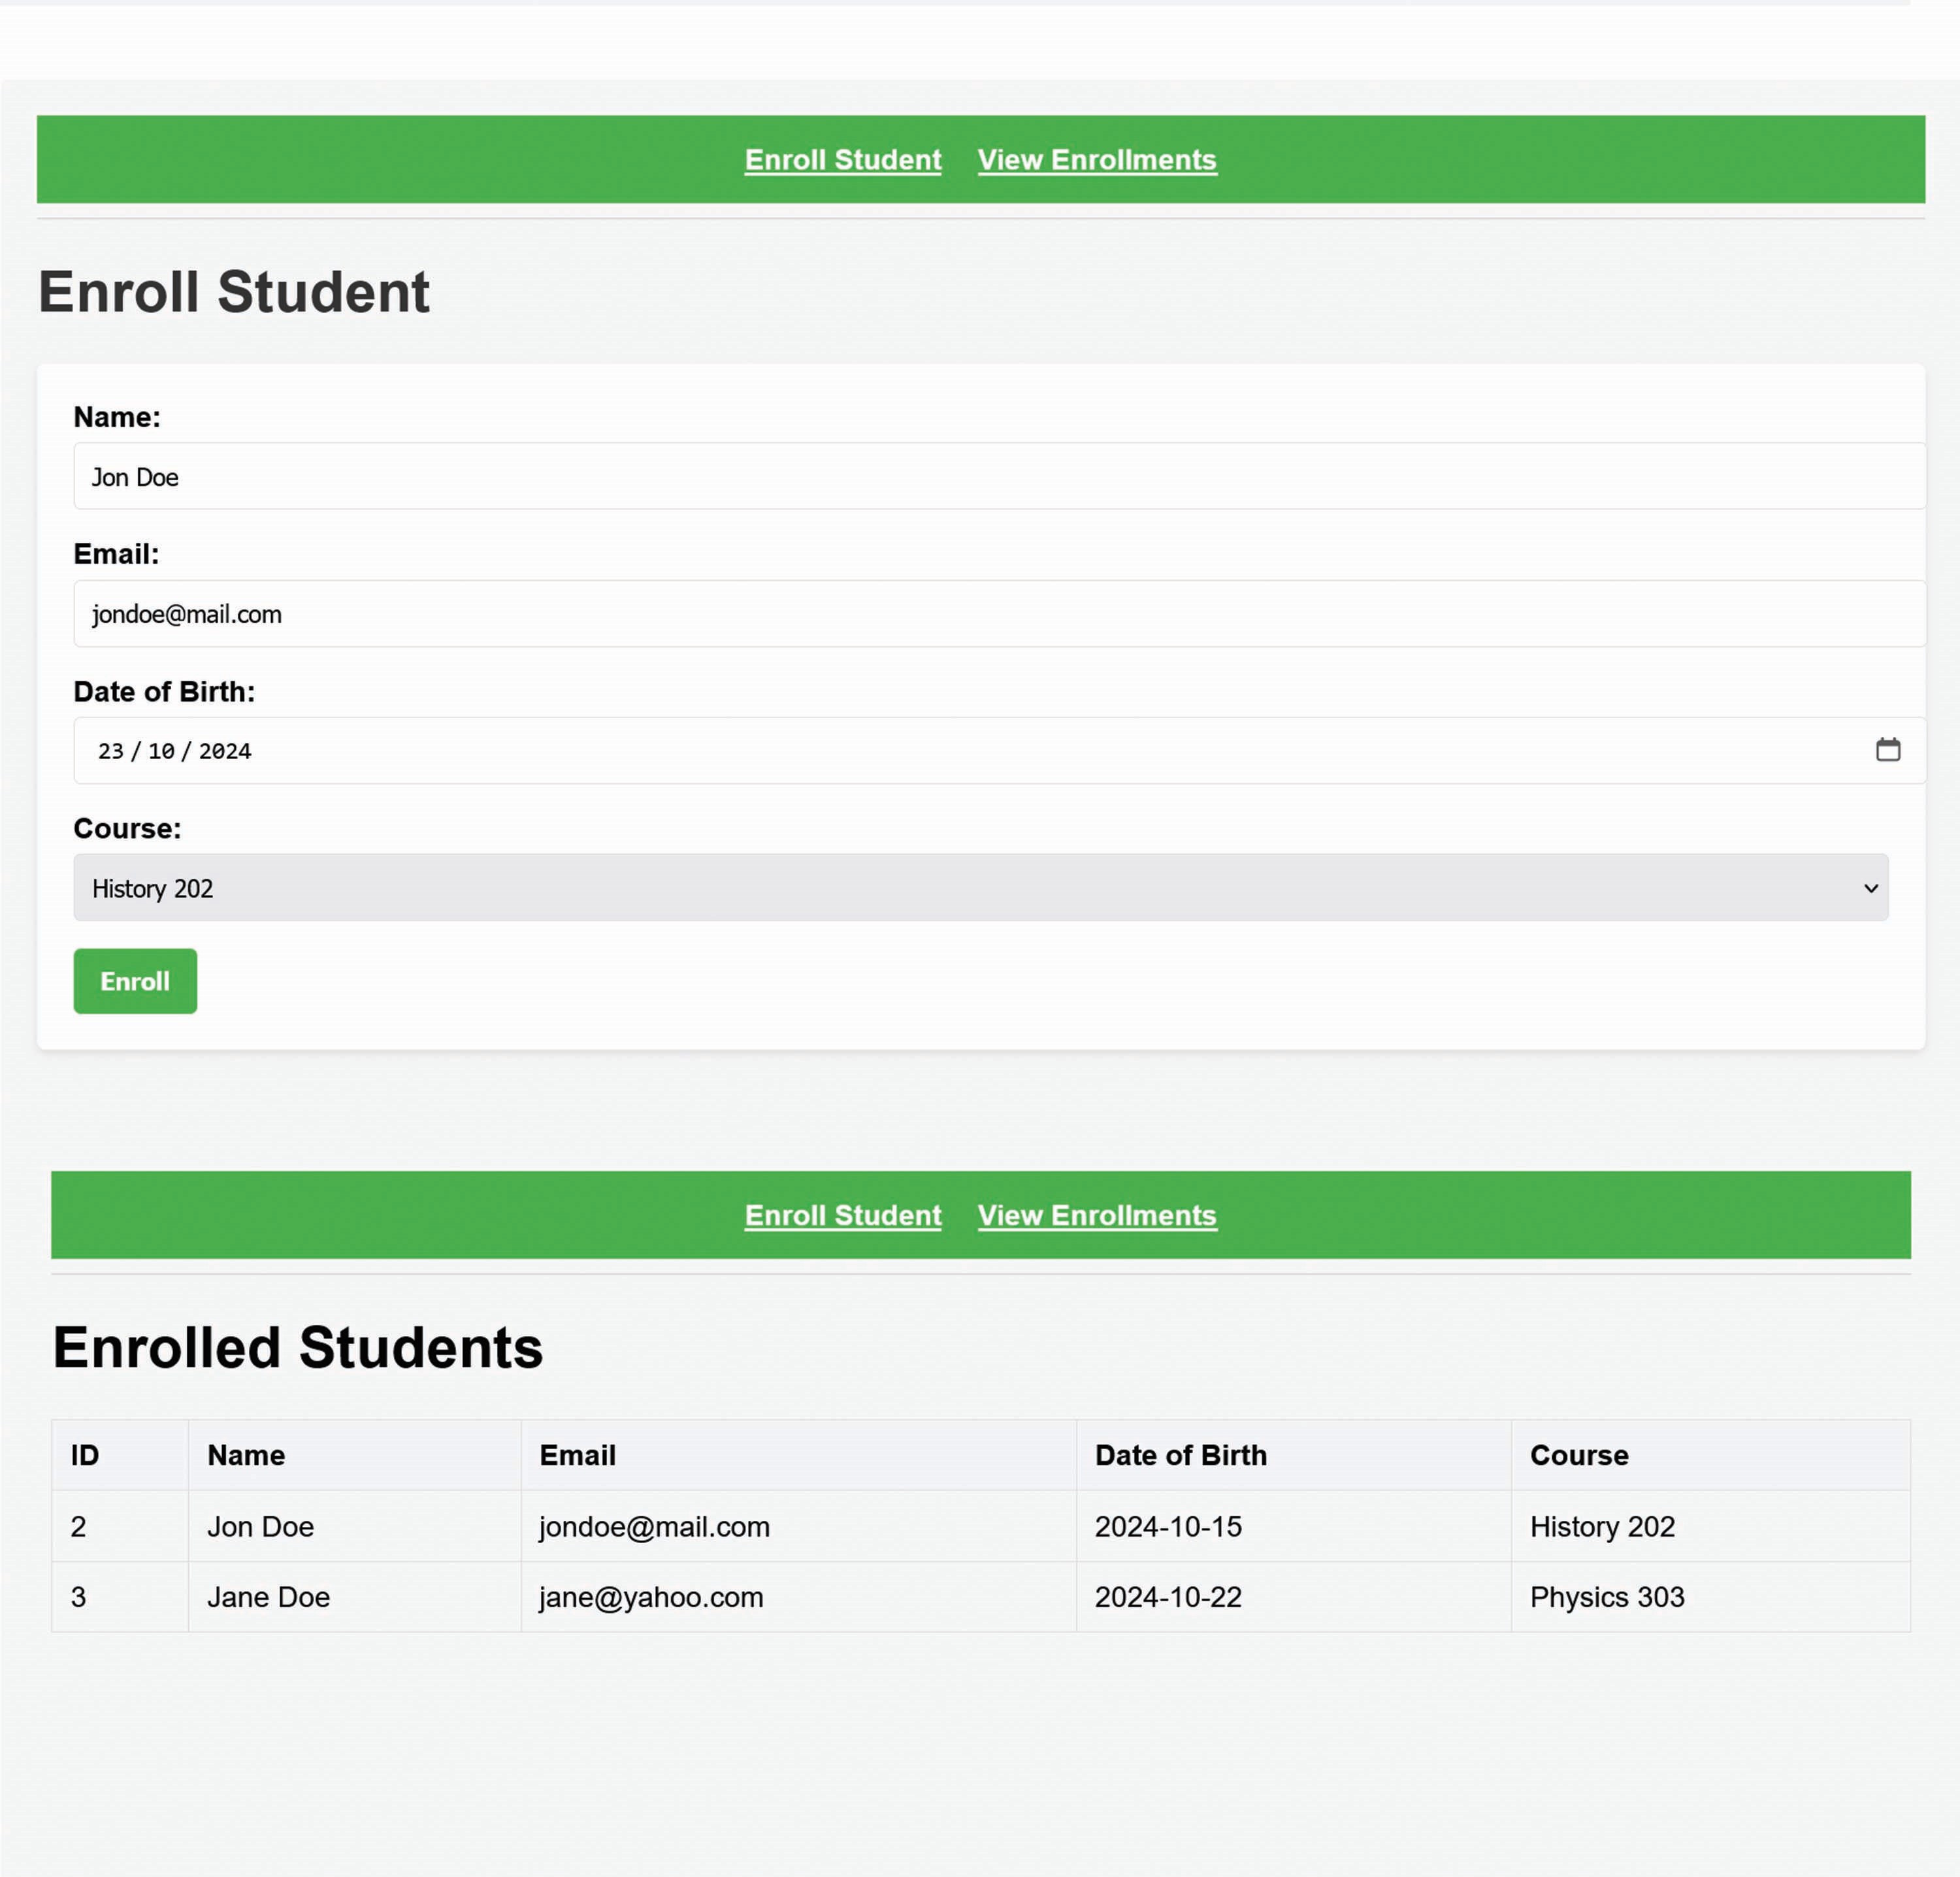 Enroll Student View Enrollments
Enroll Student
Name:
Jon Doe
Email:
jondoe@mail.com
Date of Birth:
23 / 10 / 2024
Course:
History 202
Enroll
Enroll Student View Enrollments
Enrolled Students
ID Name Email Date of Birth Course
2 Jon Doe jondoe@mail.com 2024-10-15 History 202
3 Jane Doe jane@yahoo.com 2024-10-22 Physics 303